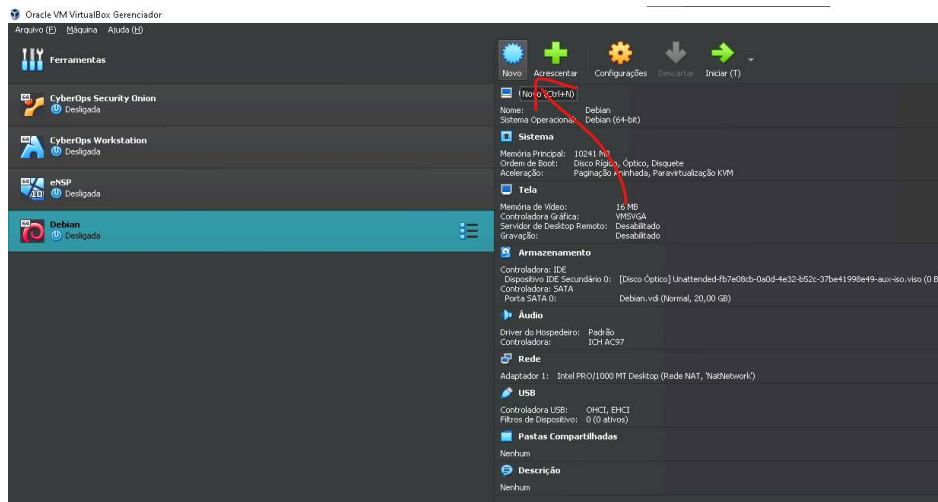 Oracle VM VirtualBox Gerenciador
Arquivo (F) Máquina Ajuda (H)
Ferramentas
CyberOps Security Onion
Desligada
CyberOps Workstation
Desligada
eNSP
Desligada
Debian
Desligada
Novo Acrescentar Configurações Descartar Iniciar (T)
Novo (Ctrl+N)
Nome: Debian
Sistema Operacional: Debian (64-bit)
Sistema
Memória Principal: 10241 MB
Ordem de Boot: Disco Rígido, Óptico, Disquete
Aceleração: Paginação Aninhada, Paravirtualização KVM
Tela
Memória de Vídeo: 16 MB
Controladora Gráfica: VMSVGA
Servidor de Desktop Remoto: Desabilitado
Gravação: Desabilitado
Armazenamento
Controladora: IDE
Dispositivo IDE Secundário 0: [Disco Óptico] Unattended-fb7e08cb-0a0d-4e32-b52c-37be41998e49-aux-iso.viso (0 B
Controladora: SATA
Porta SATA 0: Debian.vdi (Normal, 20,00 GB)
Áudio
Driver do Hospedeiro: Padrão
Controladora: ICH AC97
Rede
Adaptador 1: Intel PRO/1000 MT Desktop (Rede NAT, 'NatNetwork')
USB
Controladora USB: OHCI, EHCI
Filtros de Dispositivo: 0 (0 ativos)
Pastas Compartilhadas
Nenhum
Descrição
Nenhum